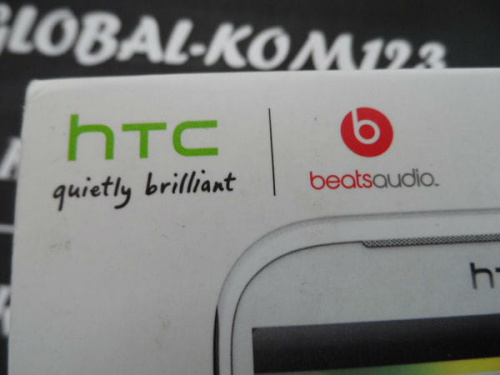 GLOBAL-KOM123
hTC
quietly brilliant
b
beatsaudio